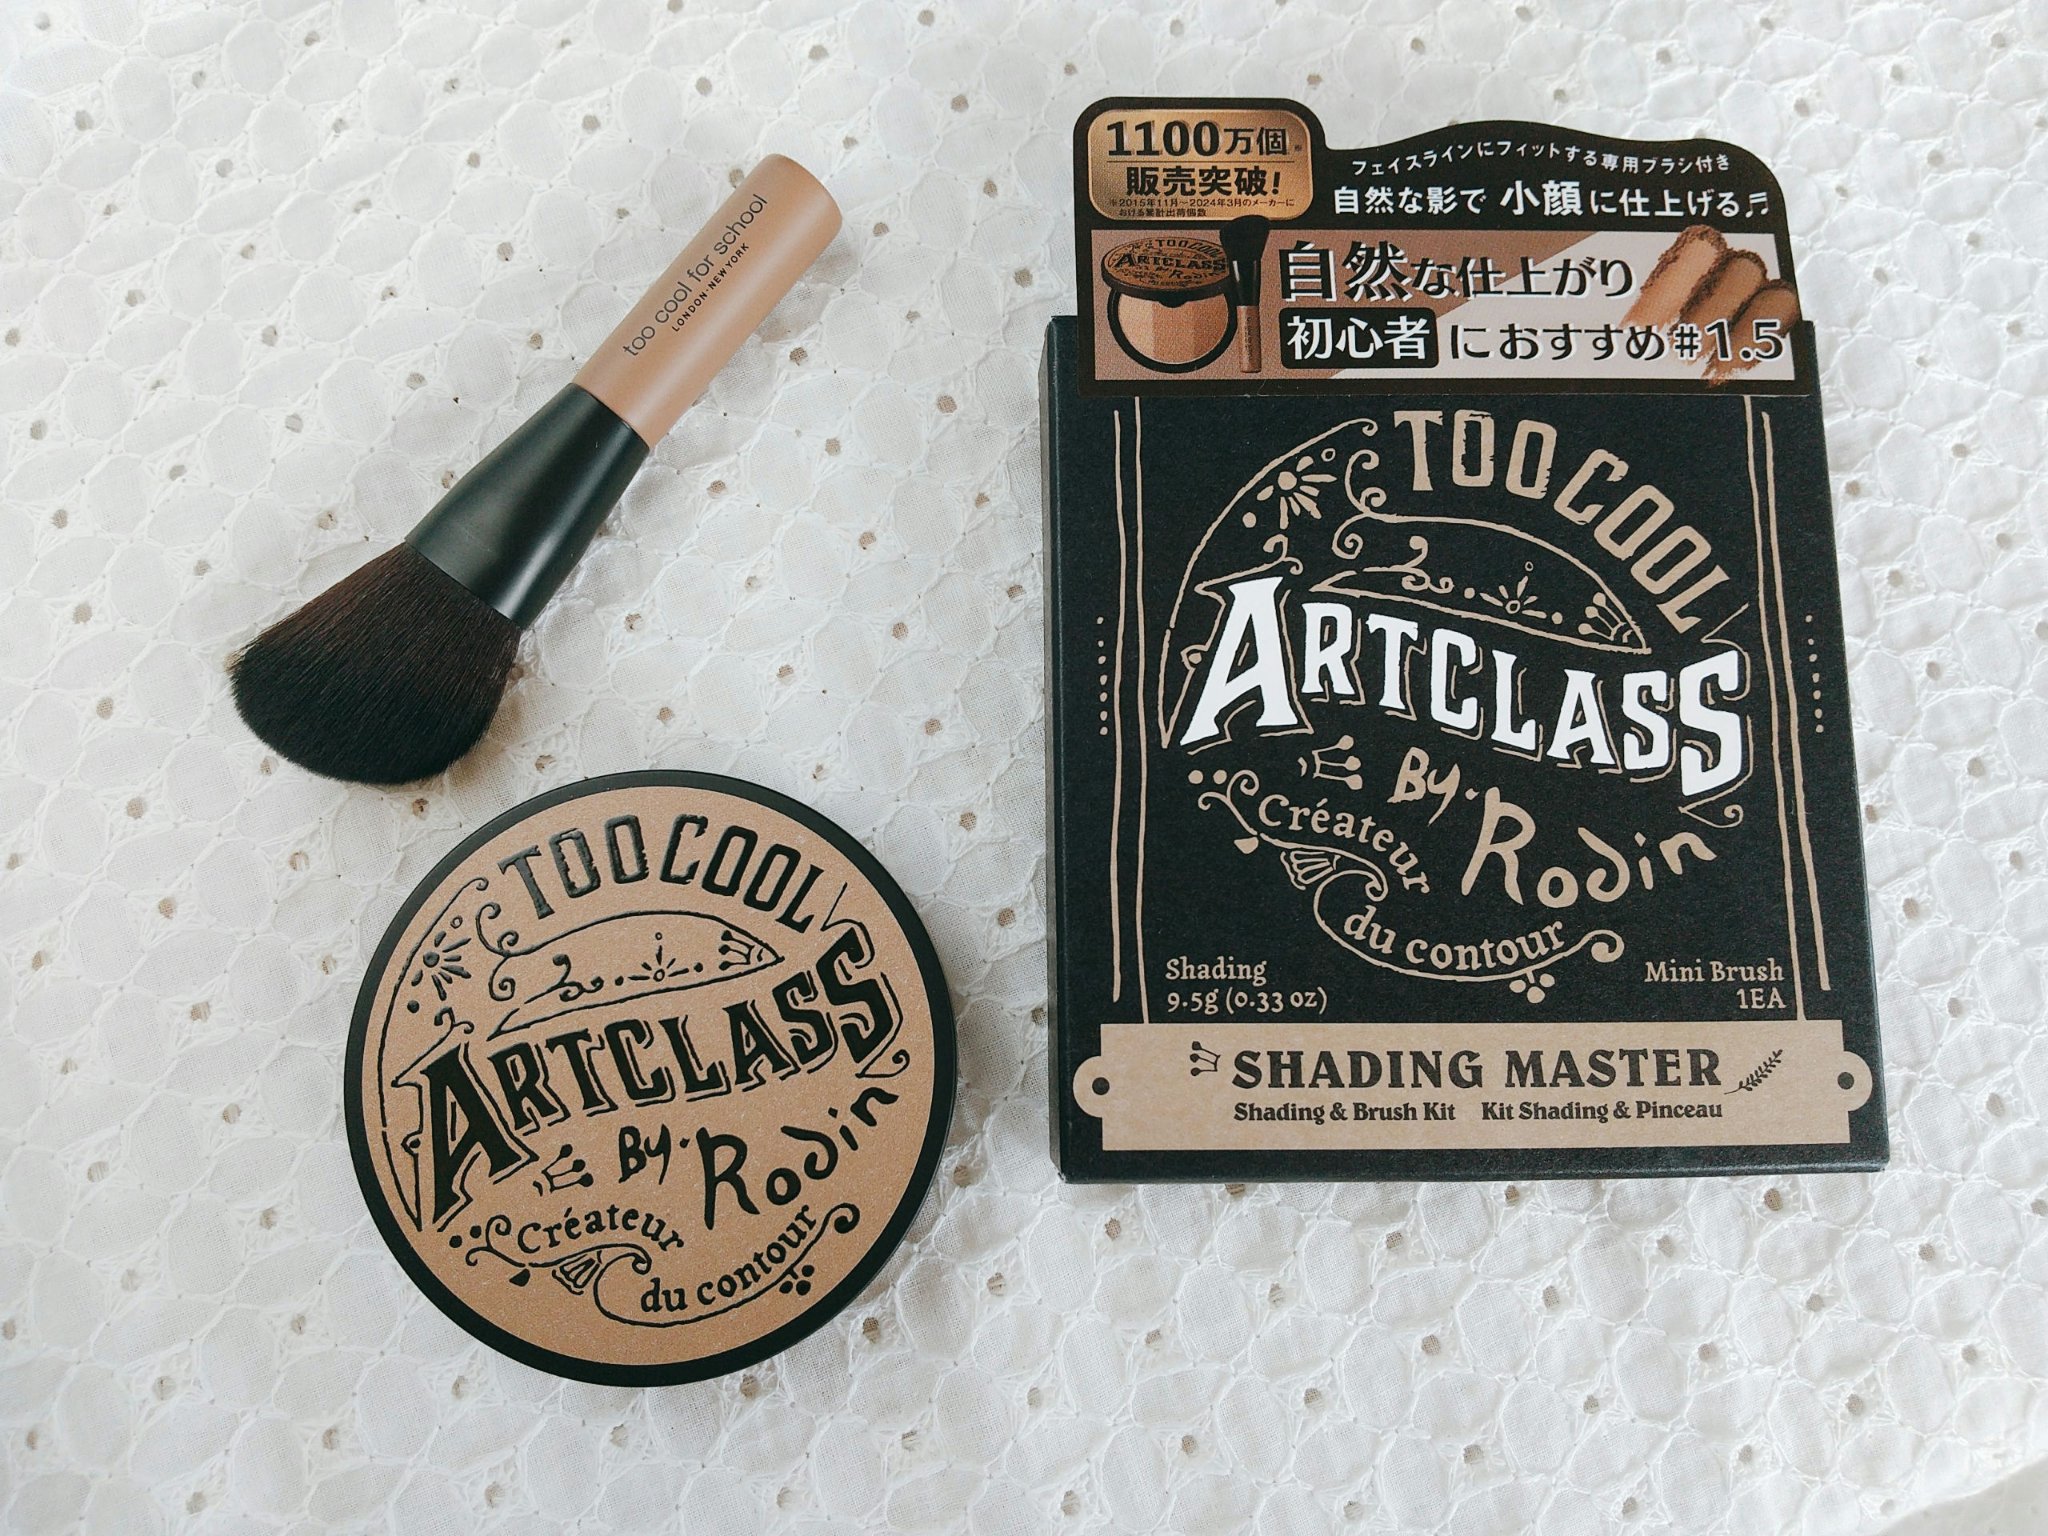 too cool for school
LONDON·NEW YORK
TOO COOL
ARTCLASS
By. Rodin
Créateur
du contour
1100万個※
販売突破!
※2015年11月～2024年3月のメーカーに
おける累計出荷個数
フェイスラインにフィットする専用ブラシ付き
自然な影で 小顔に仕上げる♬
TOO COOL
ARTCLASS
By Rodin
自然な仕上がり
初心者におすすめ#1.5
TOO COOL
ARTCLASS
By. Rodin
Créateur
du contour
Shading
9.5g (0.33 oz)
Mini Brush
1EA
SHADING MASTER
Shading & Brush Kit Kit Shading & Pinceau